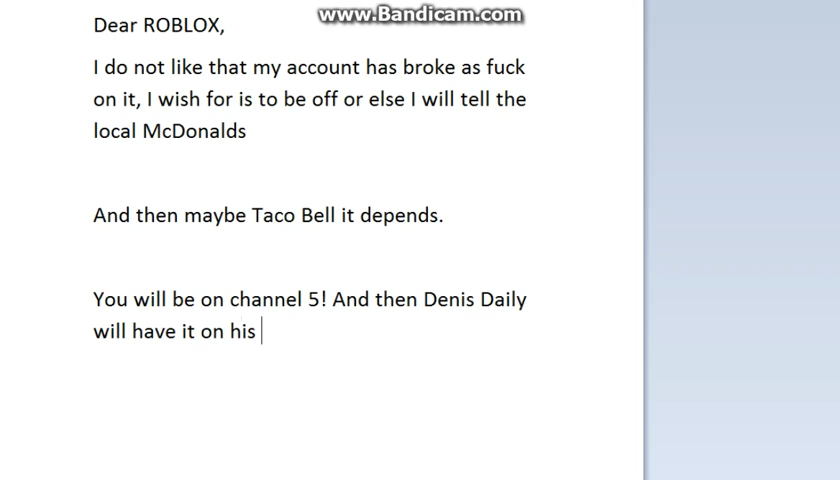 www.Bandicam.com
Dear ROBLOX,
I do not like that my account has broke as fuck
on it, I wish for is to be off or else I will tell the
local McDonalds
And then maybe Taco Bell it depends.
You will be on channel 5! And then Denis Daily
will have it on his